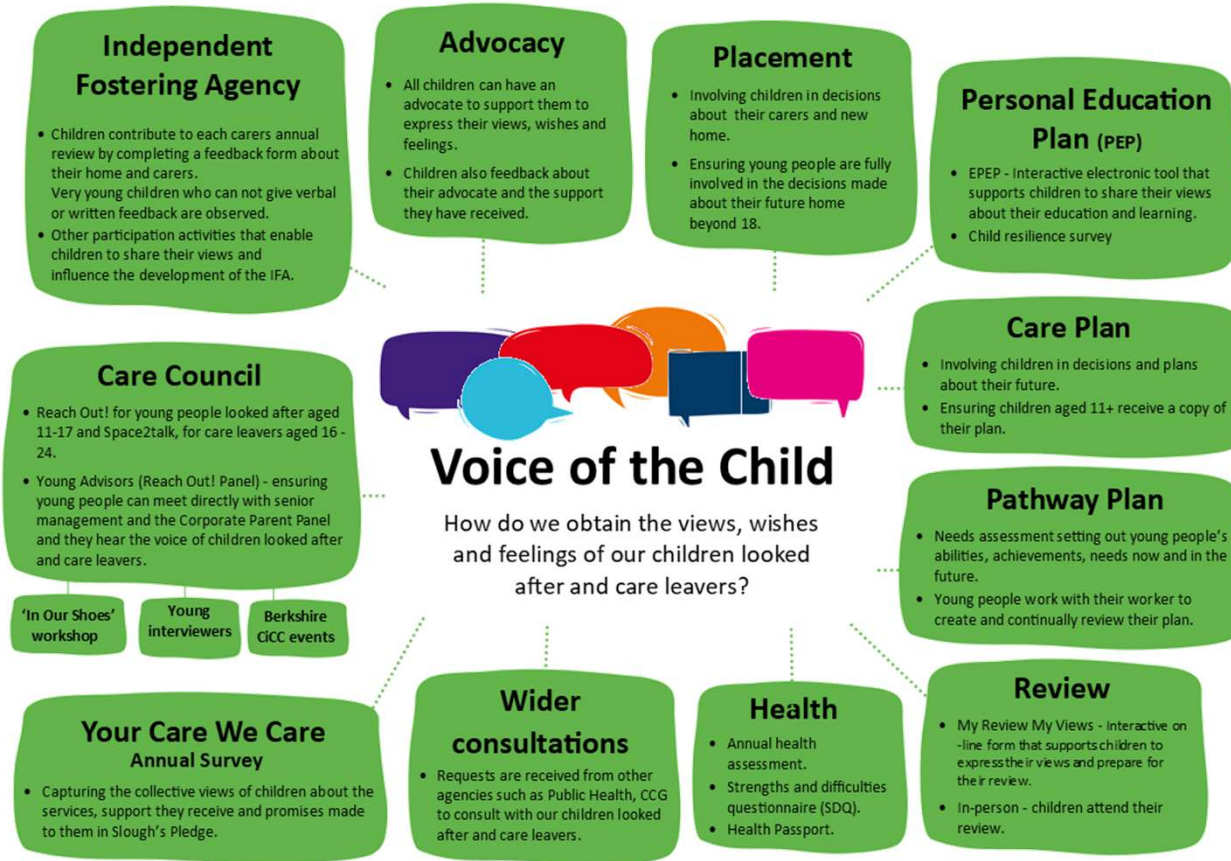 Independent
Fostering Agency
• Children contribute to each carers annual
review by completing a feedback form about
their home and carers.
Very young children who can not give verbal
or written feedback are observed.
• Other participation activities that enable
children to share their views and
influence the development of the IFA.
Advocacy
• All children can have an
advocate to support them to
express their views, wishes and
feelings.
• Children also feedback about
their advocate and the support
they have received.
Placement
• Involving children in decisions
about their carers and new
home.
• Ensuring young people are fully
involved in the decisions made
about their future home
beyond 18.
Personal Education
Plan (PEP)
• EPEP - Interactive electronic tool that
supports children to share their views
about their education and learning.
• Child resilience survey
Care Council
• Reach Out! for young people looked after aged
11-17 and Space2talk, for care leavers aged 16 -
24.
• Young Advisors (Reach Out! Panel) - ensuring
young people can meet directly with senior
management and the Corporate Parent Panel
and they hear the voice of children looked after
and care leavers.
'In Our Shoes'
workshop
Young
interviewers
Berkshire
CiCC events
Voice of the Child
How do we obtain the views, wishes
and feelings of our children looked
after and care leavers?
Care Plan
• Involving children in decisions and plans
about their future.
• Ensuring children aged 11+ receive a copy of
their plan.
Pathway Plan
• Needs assessment setting out young people's
abilities, achievements, needs now and in the
future.
• Young people work with their worker to
create and continually review their plan.
Your Care We Care
Annual Survey
• Capturing the collective views of children about the
services, support they receive and promises made
to them in Slough's Pledge.
Wider
consultations
• Requests are received from other
agencies such as Public Health, CCG
to consult with our children looked
after and care leavers.
Health
• Annual health
assessment.
• Strengths and difficulties
questionnaire (SDQ).
• Health Passport.
Review
• My Review My Views - Interactive on
-line form that supports children to
express their views and prepare for
their review.
• In-person - children attend their
review.